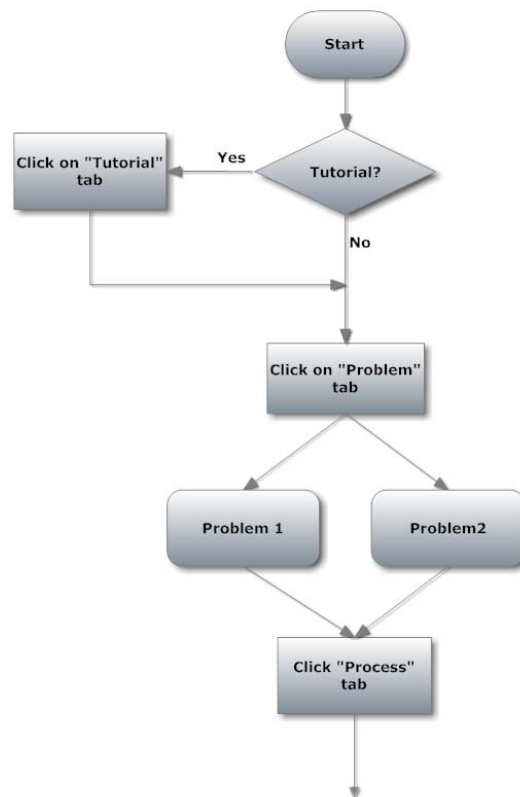 Start
Tutorial?
Yes
Click on "Tutorial"
tab
No
Click on "Problem"
tab
Problem 1
Problem2
Click "Process"
tab